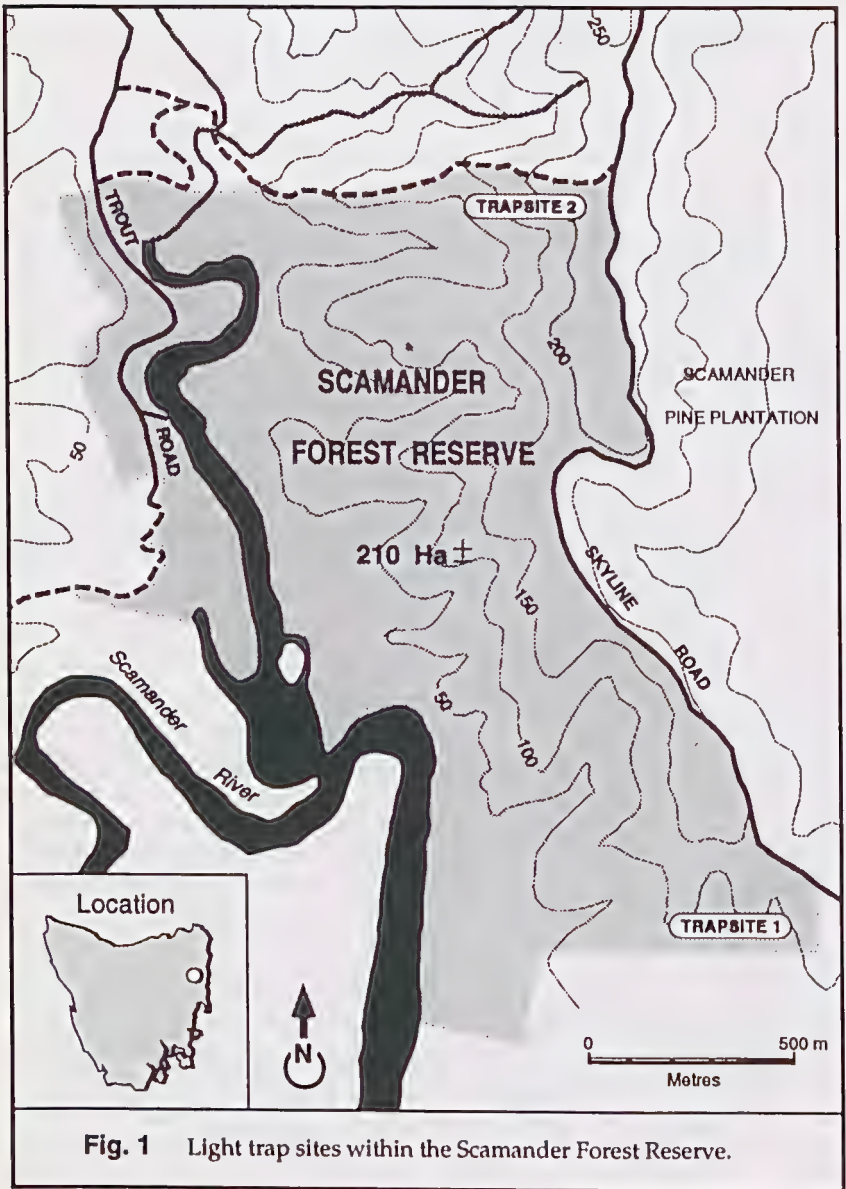 250
TROUT
TRAPSITE 2
200
SCAMANDER
PINE PLANTATION
SCAMANDER
FOREST RESERVE
50
ROAD
210 Ha ±
SKYLINE
ROAD
150
Scamander
River
50
100
Location
TRAPSITE 1
N
0 500 m
Metres
Fig. 1 Light trap sites within the Scamander Forest Reserve.